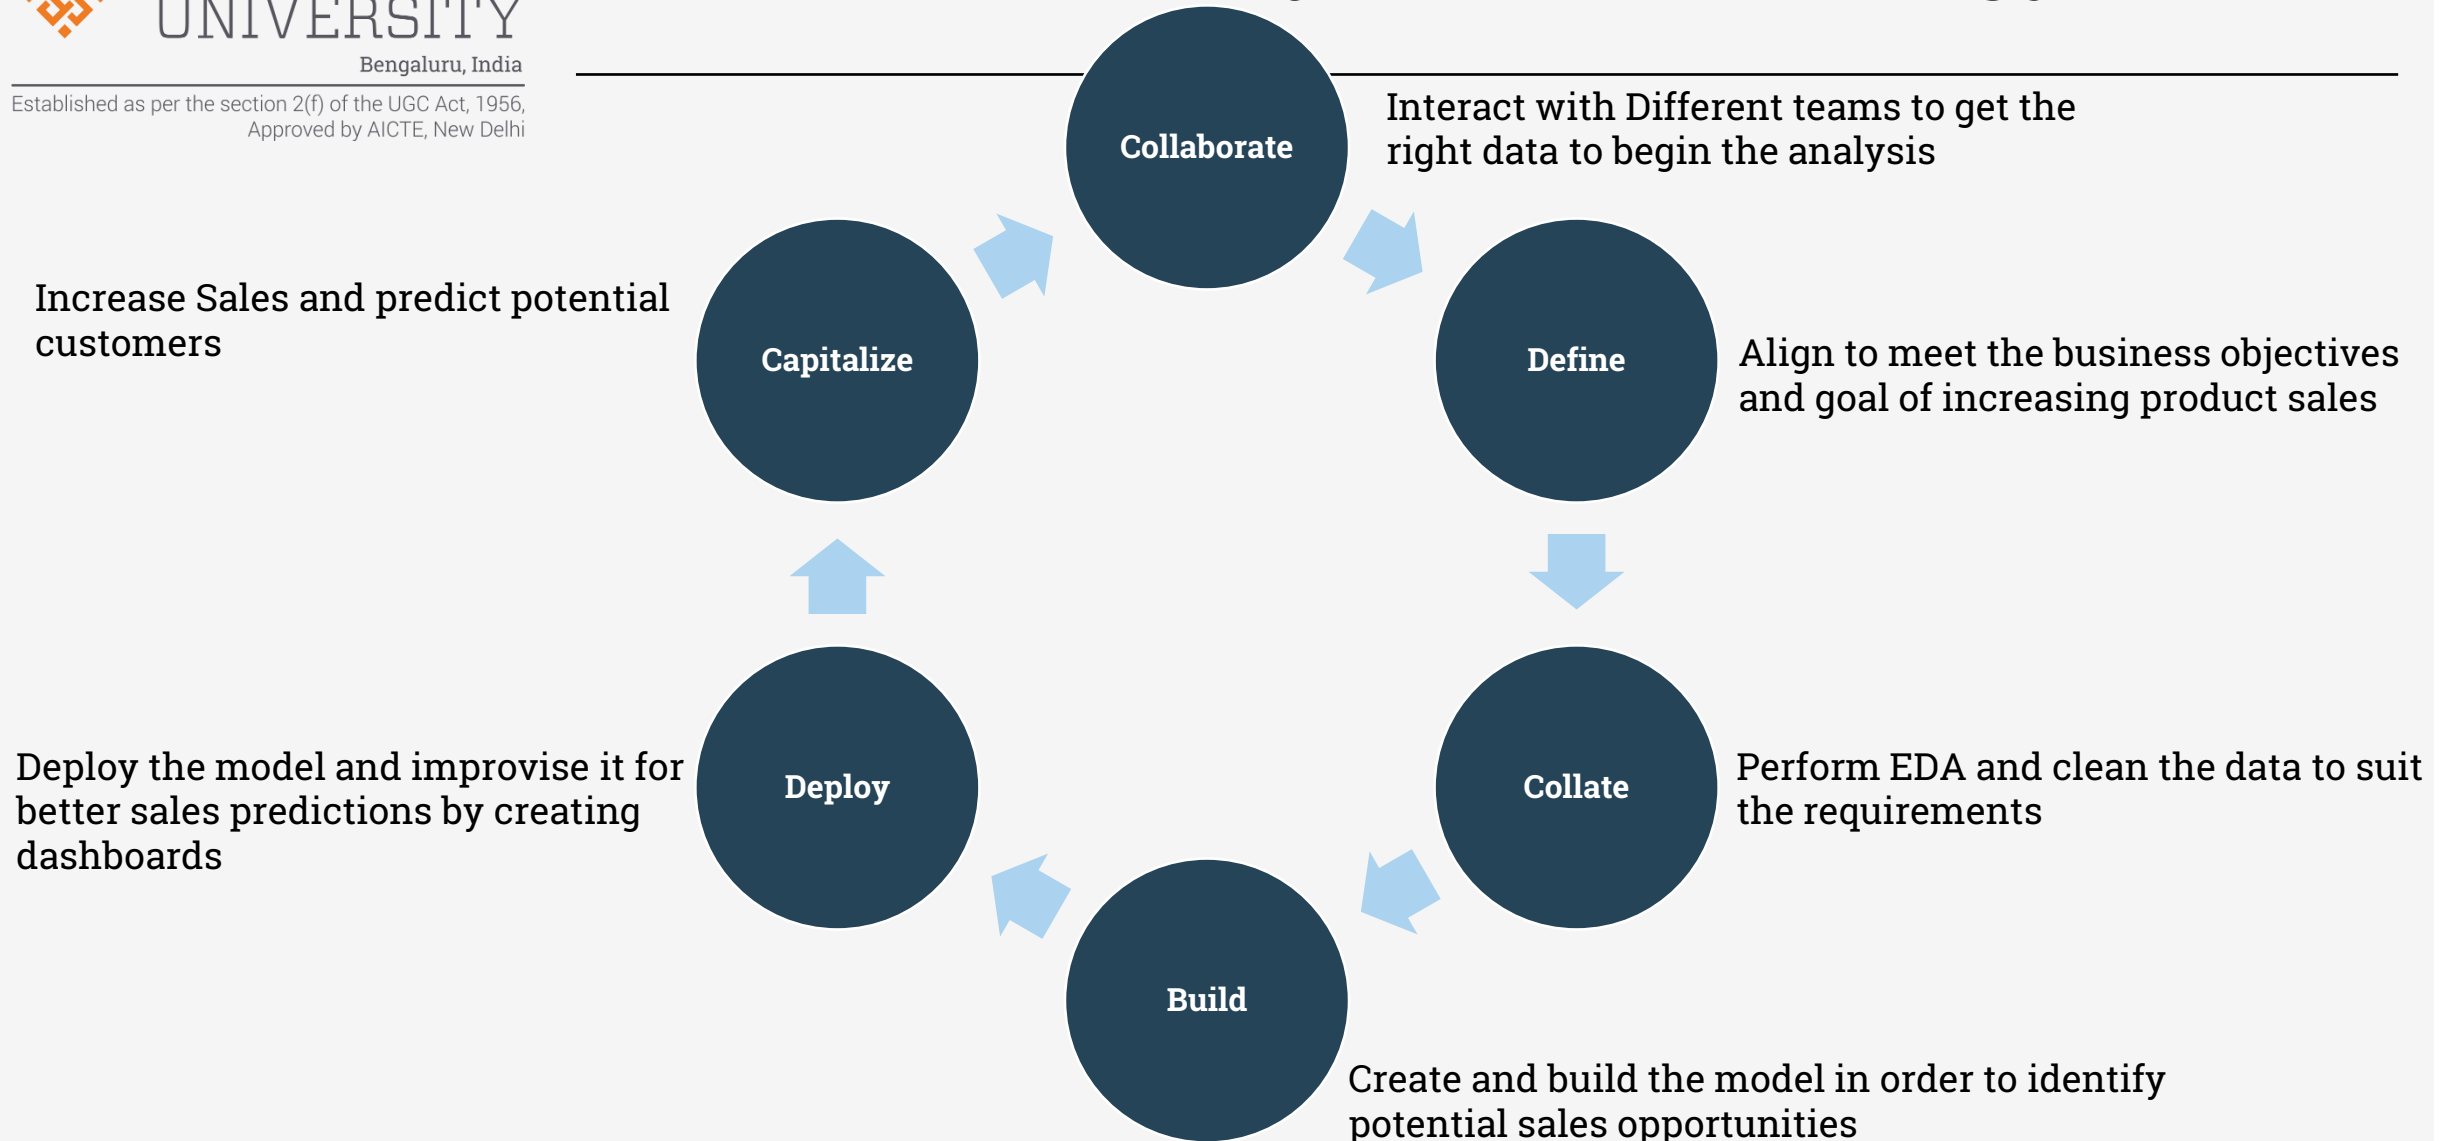 UNIVERSITY
Bengaluru, India
Established as per the section 2(f) of the UGC Act, 1956,
Approved by AICTE, New Delhi
Collaborate
Interact with Different teams to get the
right data to begin the analysis
Define
Align to meet the business objectives
and goal of increasing product sales
Collate
Perform EDA and clean the data to suit
the requirements
Build
Create and build the model in order to identify
potential sales opportunities
Deploy
Deploy the model and improvise it for
better sales predictions by creating
dashboards
Capitalize
Increase Sales and predict potential
customers